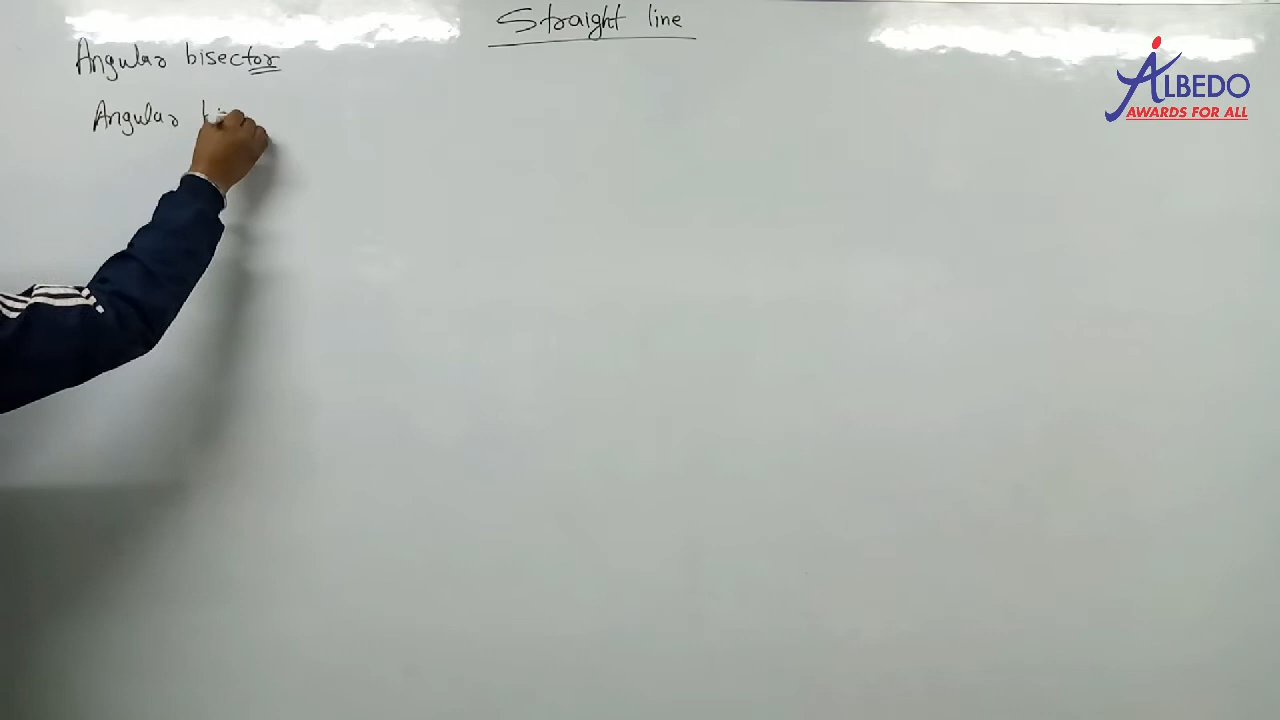 Straight line
Angular bisector
Angular
ALBEDO
AWARDS FOR ALL